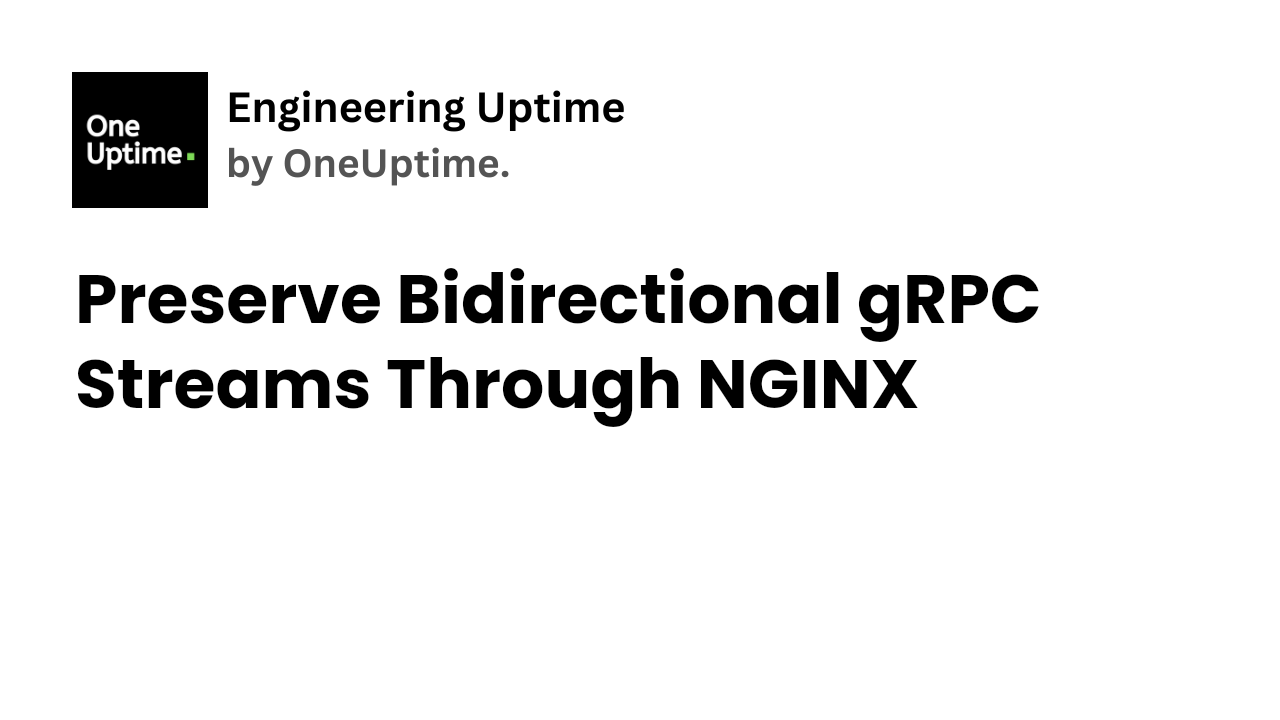 One
Uptime.
Engineering Uptime
by OneUptime.
Preserve Bidirectional gRPC
Streams Through NGINX